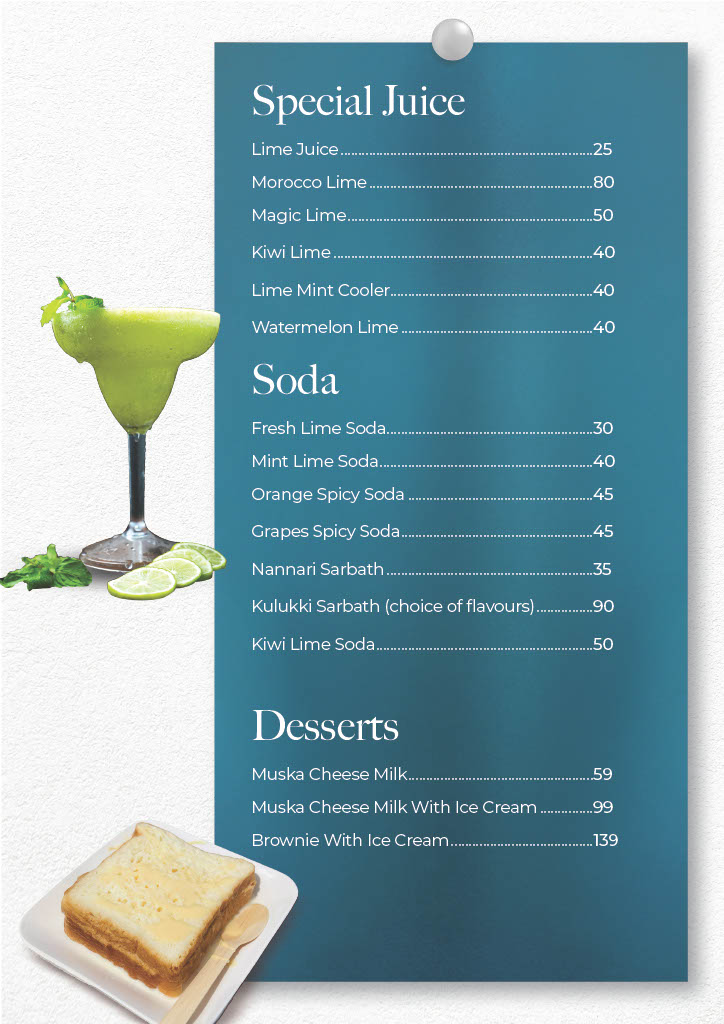 Special Juice
Lime Juice 25
Morocco Lime 80
Magic Lime 50
Kiwi Lime 40
Lime Mint Cooler 40
Watermelon Lime 40
Soda
Fresh Lime Soda 30
Mint Lime Soda 40
Orange Spicy Soda 45
Grapes Spicy Soda 45
Nannari Sarbath 35
Kulukki Sarbath (choice of flavours) 90
Kiwi Lime Soda 50
Desserts
Muska Cheese Milk 59
Muska Cheese Milk With Ice Cream 99
Brownie With Ice Cream 139